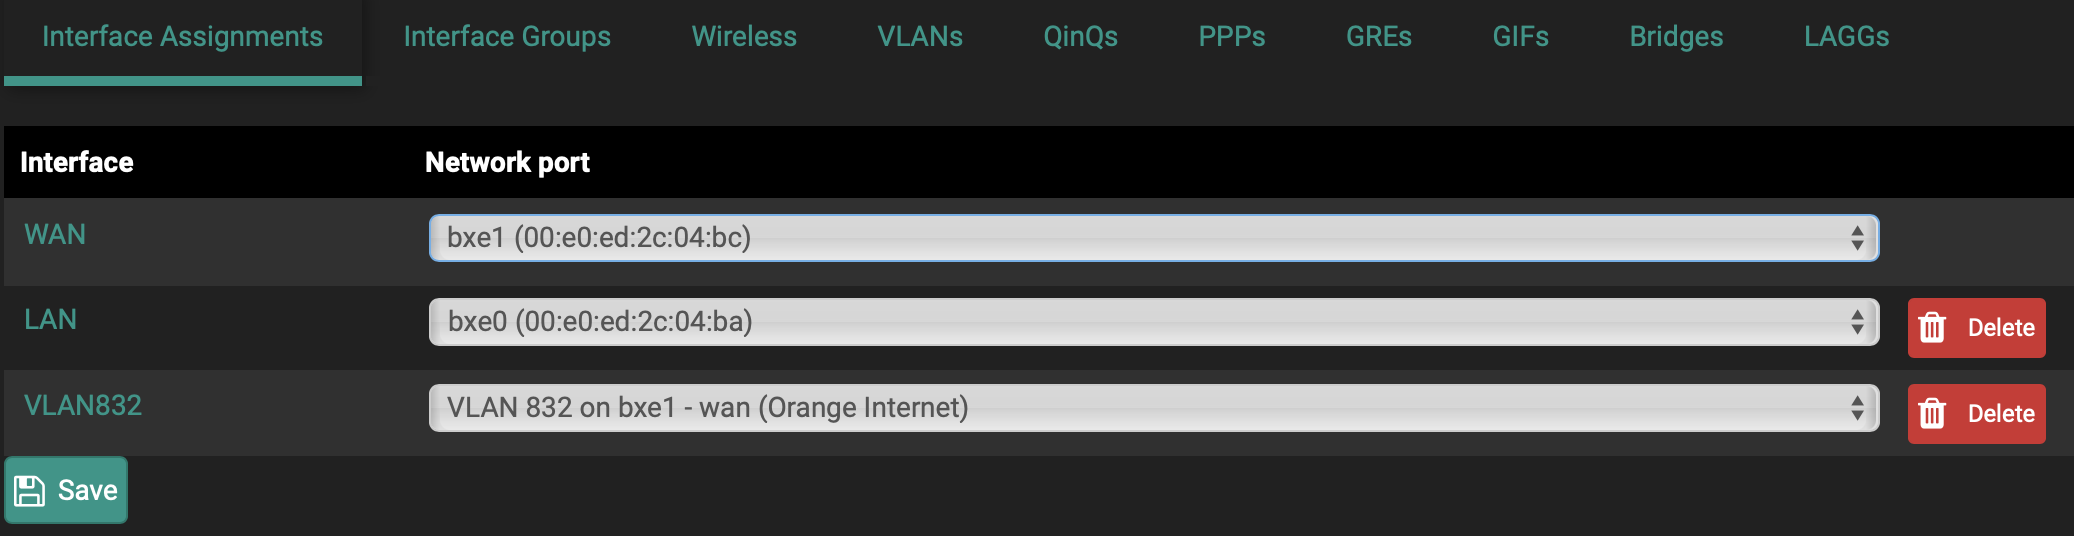 Interface Assignments Interface Groups Wireless VLANs QinQs PPPs GREs GIFs Bridges LAGGs
Interface Network port
WAN bxe1 (00:e0:ed:2c:04:bc)
LAN bxe0 (00:e0:ed:2c:04:ba) Delete
VLAN832 VLAN 832 on bxe1 - wan (Orange Internet) Delete
Save